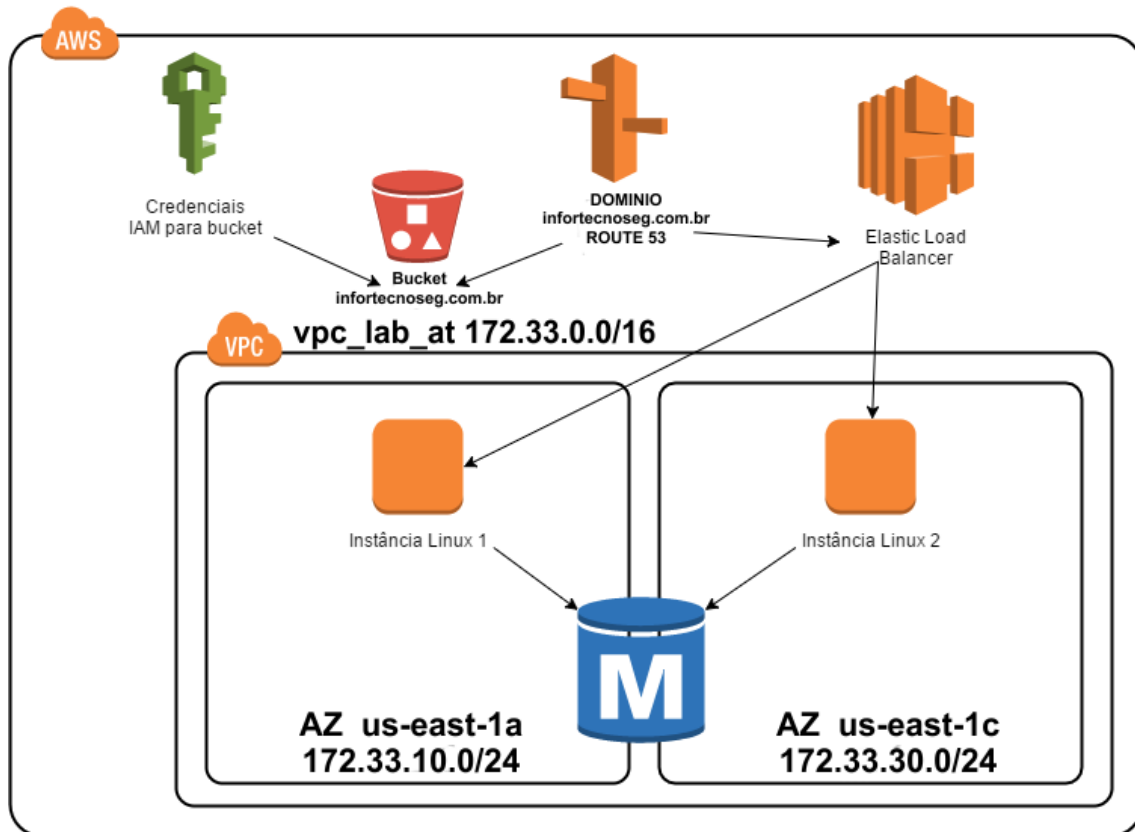 AWS
Credenciais
IAM para bucket
Bucket
infortecnoseg.com.br
DOMINIO
infortecnoseg.com.br
ROUTE 53
Elastic Load
Balancer
VPC
vpc_lab_at 172.33.0.0/16
Instância Linux 1
Instância Linux 2
M
AZ us-east-1a
172.33.10.0/24
AZ us-east-1c
172.33.30.0/24